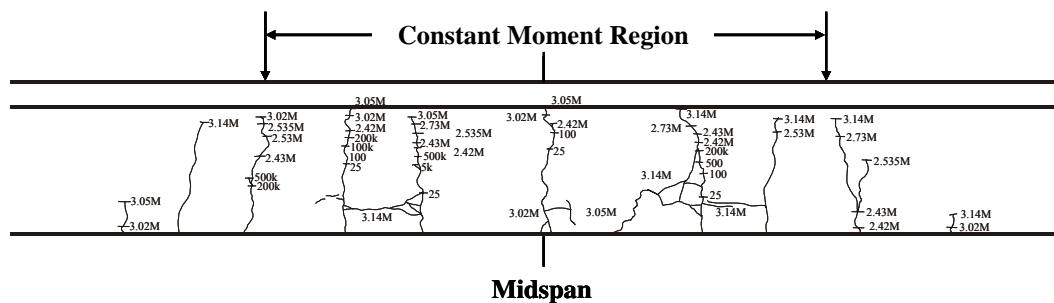 Constant Moment Region
3.05M
3.02M
3.14M
3.02M
2.535M
2.53M
2.43M
500k
200k
3.05M
3.02M
2.42M
200k
100k
100
25
3.05M
2.73M
2.535M
2.43M
2.42M
500k
5k
25
3.14M
3.05M
3.02M
2.42M
100
25
3.02M
3.05M
3.14M
2.73M
2.43M
2.42M
200k
500
100
3.14M
25
3.14M
3.14M
2.53M
3.14M
2.73M
2.535M
2.43M
2.42M
3.14M
3.02M
Midspan